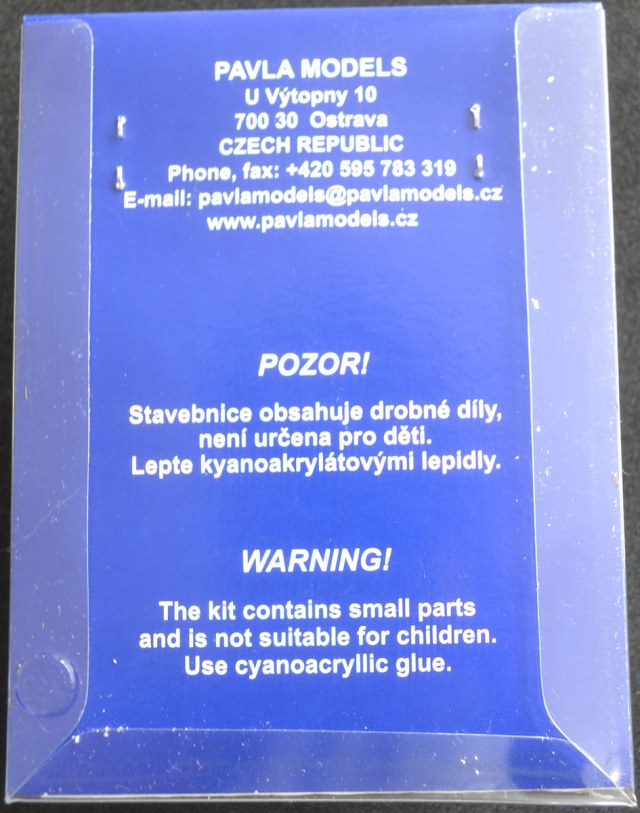 PAVLA MODELS
U Výtopny 10
700 30 Ostrava
CZECH REPUBLIC
Phone, fax: +420 595 783 319
E-mail: pavlamodels@pavlamodels.cz
www.pavlamodels.cz
POZOR!
Stavebnice obsahuje drobné díly,
není určena pro děti.
Lepte kyanoakrylátovými lepidly.
WARNING!
The kit contains small parts
and is not suitable for children.
Use cyanoacryllic glue.